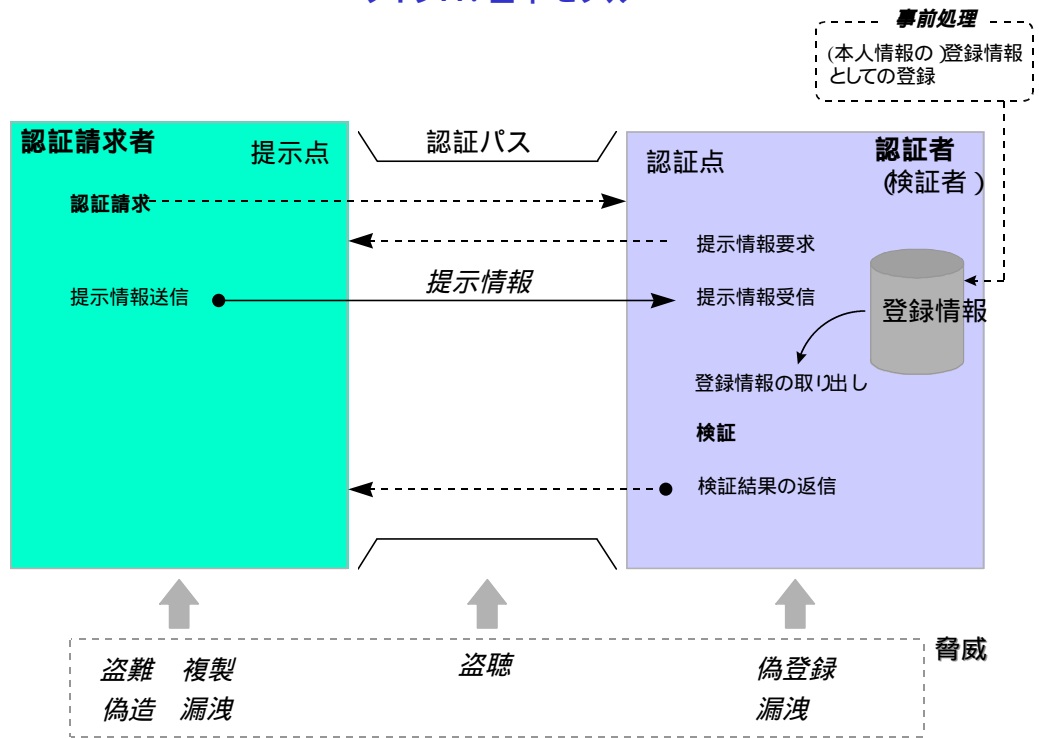 事前処理
(本人情報の )登録情報
としての登録
認証請求者
提示点
認証パス
認証点
認証者
(検証者 )
認証請求
提示情報要求
提示情報送信
提示情報
提示情報受信
登録情報
登録情報の取り出し
検証
検証結果の返信
脅威
盗難 複製
偽造 漏洩
盗聴
偽登録
漏洩